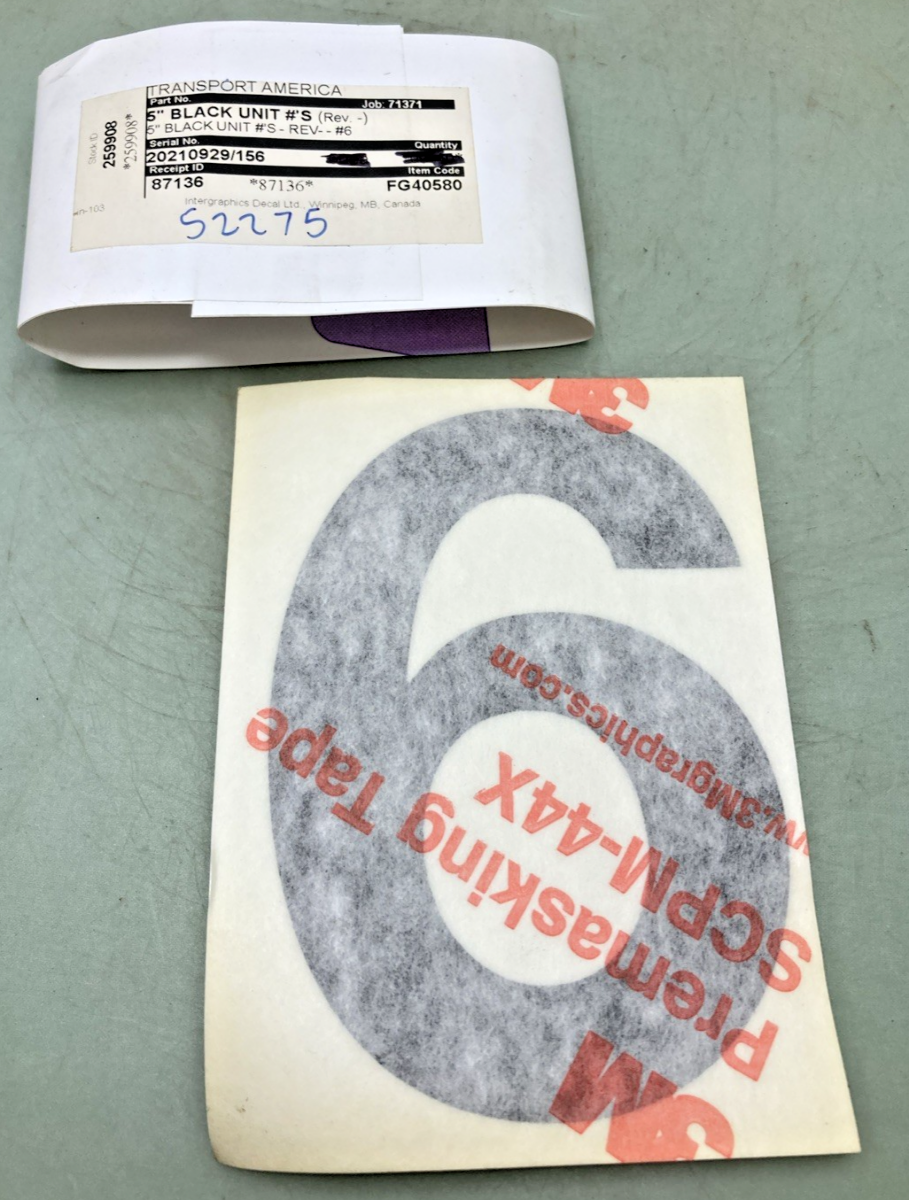 TRANSPORT AMERICA
Part No. Job: 71371
5" BLACK UNIT #'S (Rev. -)
5" BLACK UNIT #'S - REV- - #6
Serial No. Quantity
20210929/156
Receipt ID Item Code
87136 *87136* FG40580
Intergraphics Decal Ltd., Winnipeg, MB, Canada
52275
Stock ID
259908
*259908*
6
3M
3M
Premasking Tape
SCPM-44X
www.3Mgraphics.com